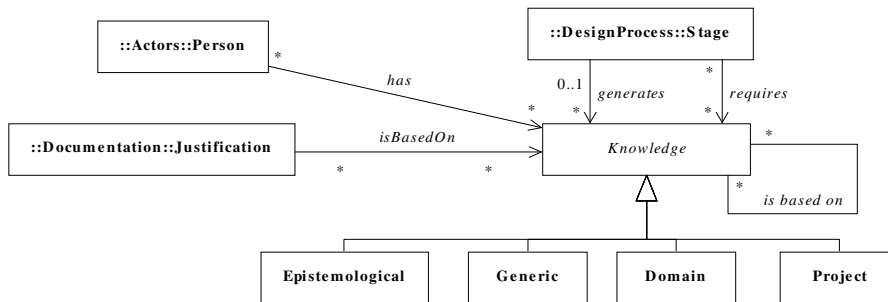 ::Actors::Person
::DesignProcess::Stage
*
has
0..1
*
generates
requires
*
*
*
::Documentation::Justification
isBasedOn
*
*
Knowledge
*
*
is based on
Epistemological
Generic
Domain
Project